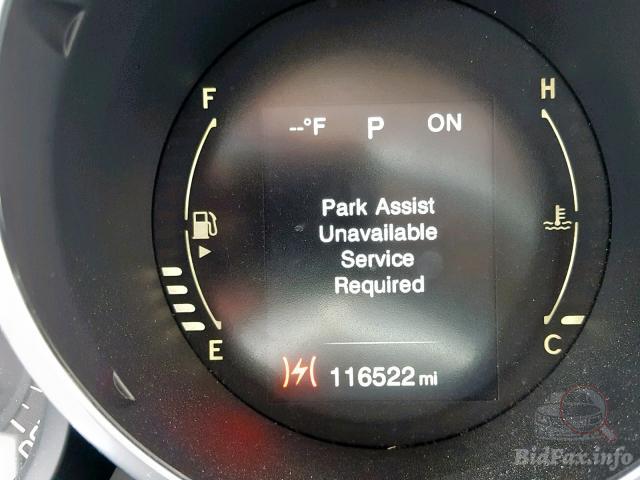 F
H
--°F P ON
Park Assist
Unavailable
Service
Required
E
C
116522 mi
BidFax.info